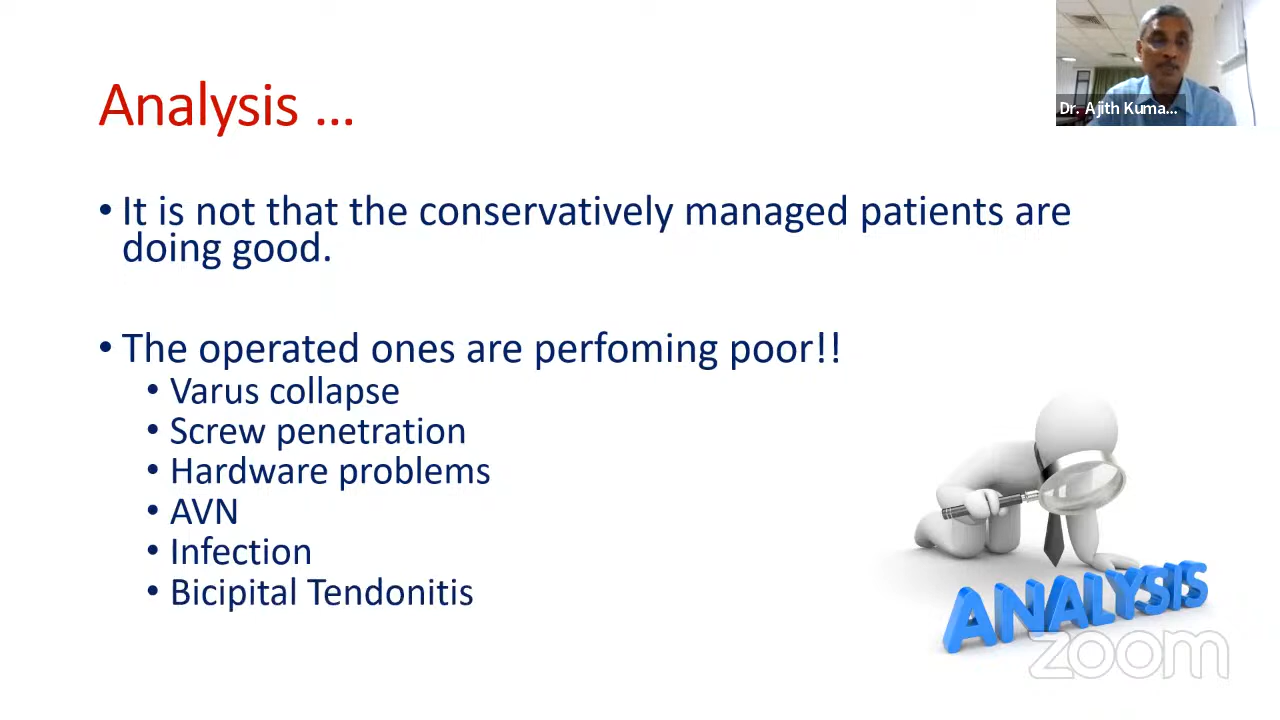 Analysis ...
Dr. Ajith Kuma...
• It is not that the conservatively managed patients are
doing good.
• The operated ones are perfoming poor!!
• Varus collapse
• Screw penetration
• Hardware problems
• AVN
• Infection
• Bicipital Tendonitis
ANALYSIS
zoom